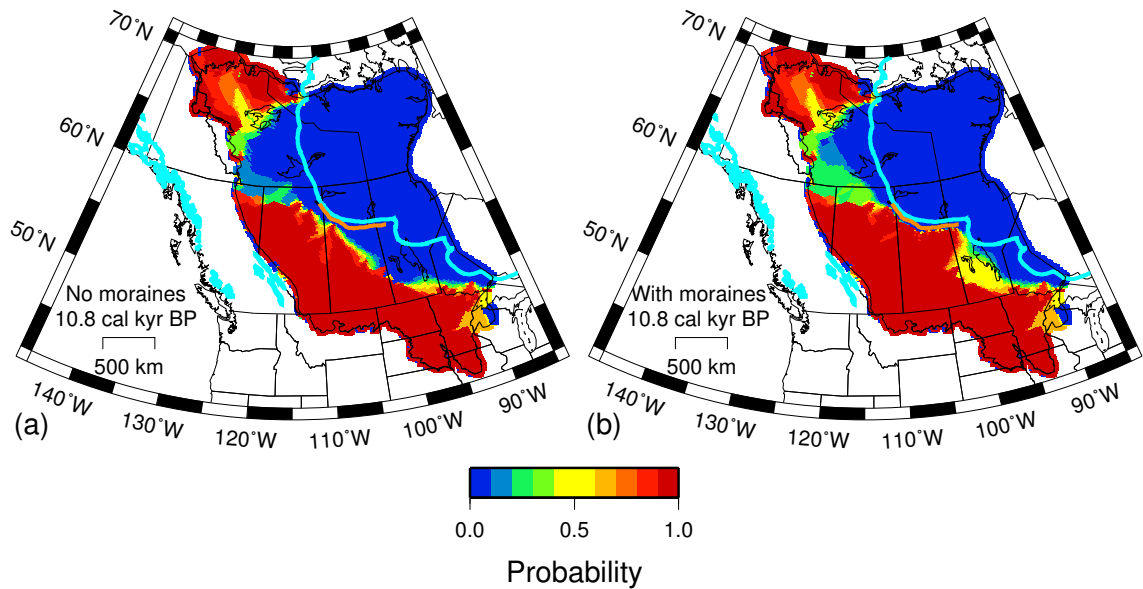 70˚N
60˚N
50˚N
No moraines
10.8 cal kyr BP
500 km
140˚W
130˚W
120˚W
110˚W
100˚W
90˚W
(a)
70˚N
60˚N
50˚N
With moraines
10.8 cal kyr BP
500 km
140˚W
130˚W
120˚W
110˚W
100˚W
90˚W
(b)
0.0
0.5
1.0
Probability